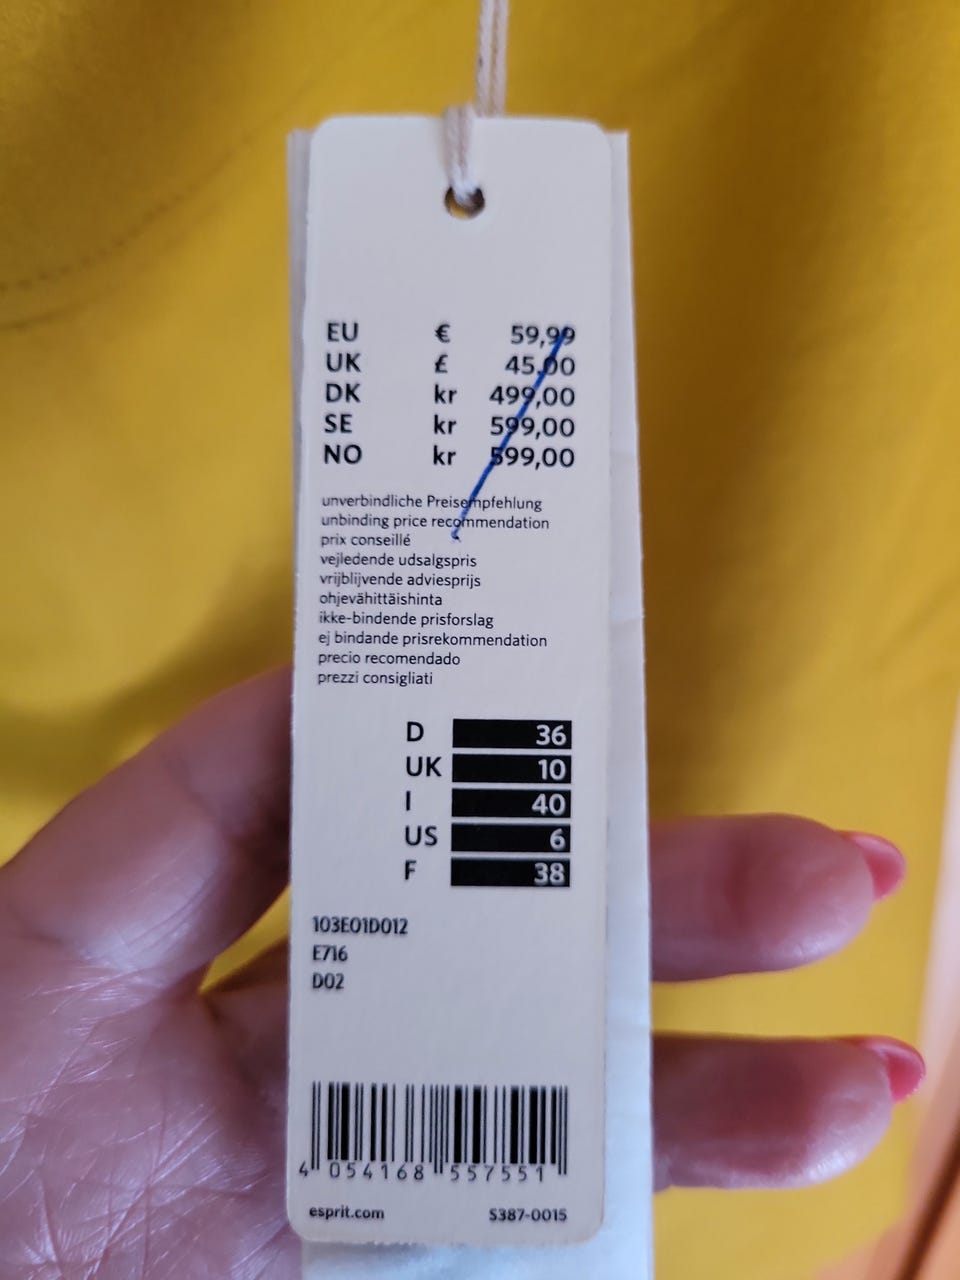 EU € 59,99
UK £ 45,00
DK kr 499,00
SE kr 599,00
NO kr 599,00
unverbindliche Preisempfehlung
unbinding price recommendation
prix conseillé
vejledende udsalgspris
vrijblijvende adviesprijs
ohjevähittäishinta
ikke-bindende prisforslag
ej bindande prisrekommendation
precio recomendado
prezzi consigliati
D 36
UK 10
I 40
US 6
F 38
103EO1D012
E716
D02
4 054168 557551
esprit.com S387-0015